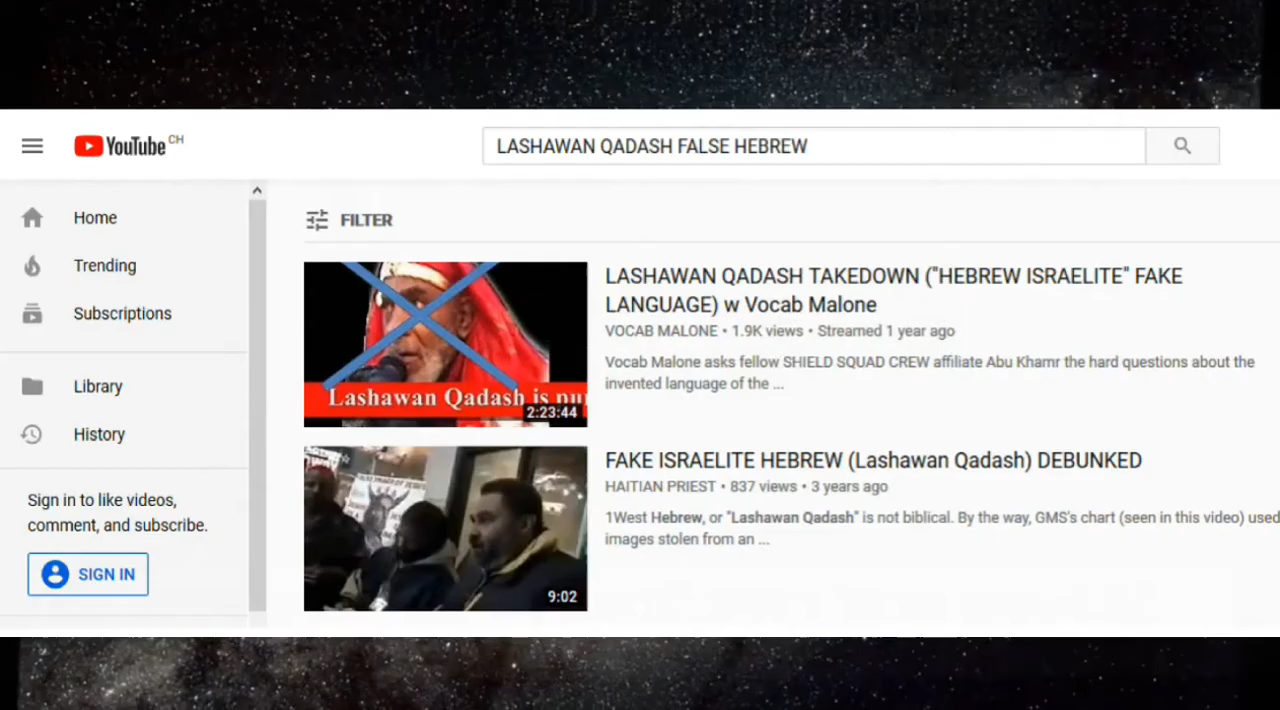 YouTube CH
LASHAWAN QADASH FALSE HEBREW
Home
Trending
Subscriptions
Library
History
Sign in to like videos,
comment, and subscribe.
SIGN IN
FILTER
Lashawan Qadash is
2:23:44
LASHAWAN QADASH TAKEDOWN ("HEBREW ISRAELITE" FAKE
LANGUAGE) w Vocab Malone
VOCAB MALONE • 1.9K views • Streamed 1 year ago
Vocab Malone asks fellow SHIELD SQUAD CREW affiliate Abu Khamr the hard questions about the
invented language of the ...
9:02
FAKE ISRAELITE HEBREW (Lashawan Qadash) DEBUNKED
HAITIAN PRIEST • 837 views • 3 years ago
1West Hebrew, or "Lashawan Qadash" is not biblical. By the way, GMS's chart (seen in this video) used
images stolen from an ...